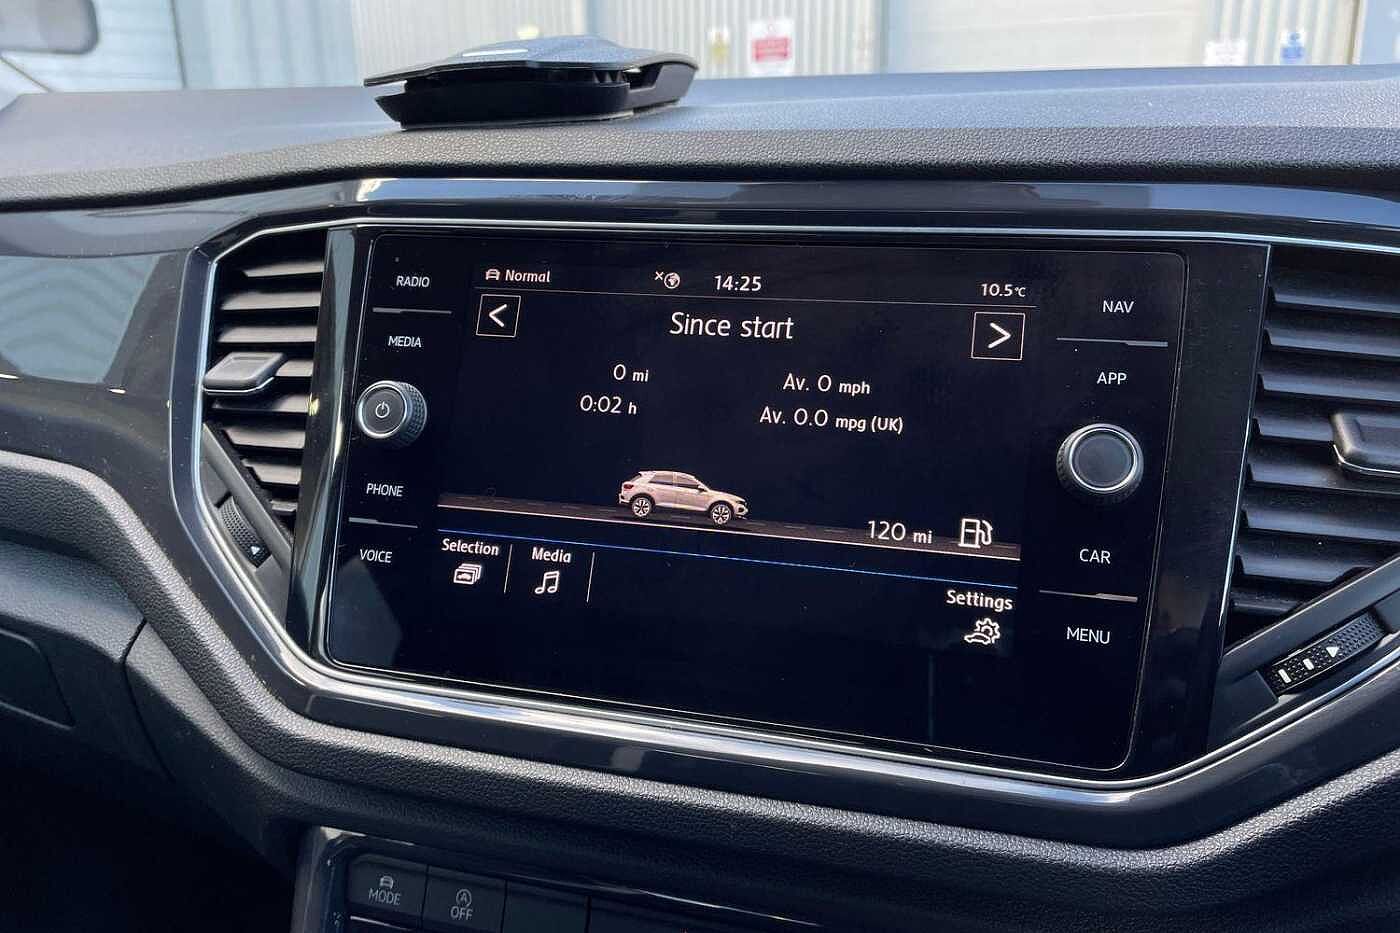 RADIO
MEDIA
PHONE
VOICE
Normal
14:25
10.5°C
<
Since start
>
0 mi
Av. 0 mph
0:02 h
Av. 0.0 mpg (UK)
120 mi
Selection
Media
Settings
NAV
APP
CAR
MENU
MODE
A
OFF